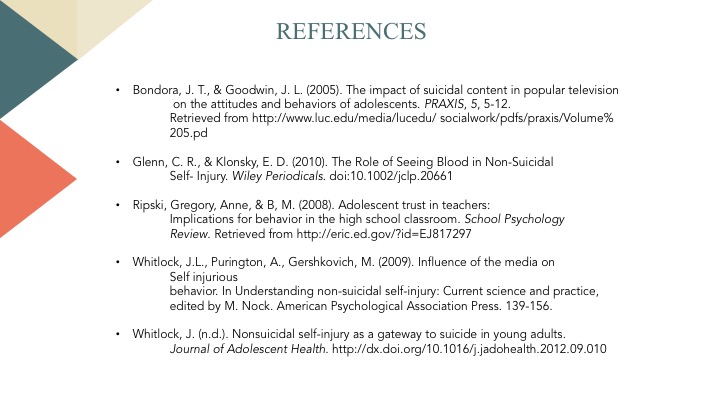 REFERENCES
• Bondora, J. T., & Goodwin, J. L. (2005). The impact of suicidal content in popular television
on the attitudes and behaviors of adolescents. PRAXIS, 5, 5-12.
Retrieved from http://www.luc.edu/media/lucedu/ socialwork/pdfs/praxis/Volume%
205.pd
• Glenn, C. R., & Klonsky, E. D. (2010). The Role of Seeing Blood in Non-Suicidal
Self- Injury. Wiley Periodicals. doi:10.1002/jclp.20661
• Ripski, Gregory, Anne, & B, M. (2008). Adolescent trust in teachers:
Implications for behavior in the high school classroom. School Psychology
Review. Retrieved from http://eric.ed.gov/?id=EJ817297
• Whitlock, J.L., Purington, A., Gershkovich, M. (2009). Influence of the media on
Self injurious
behavior. In Understanding non-suicidal self-injury: Current science and practice,
edited by M. Nock. American Psychological Association Press. 139-156.
• Whitlock, J. (n.d.). Nonsuicidal self-injury as a gateway to suicide in young adults.
Journal of Adolescent Health. http://dx.doi.org/10.1016/j.jadohealth.2012.09.010